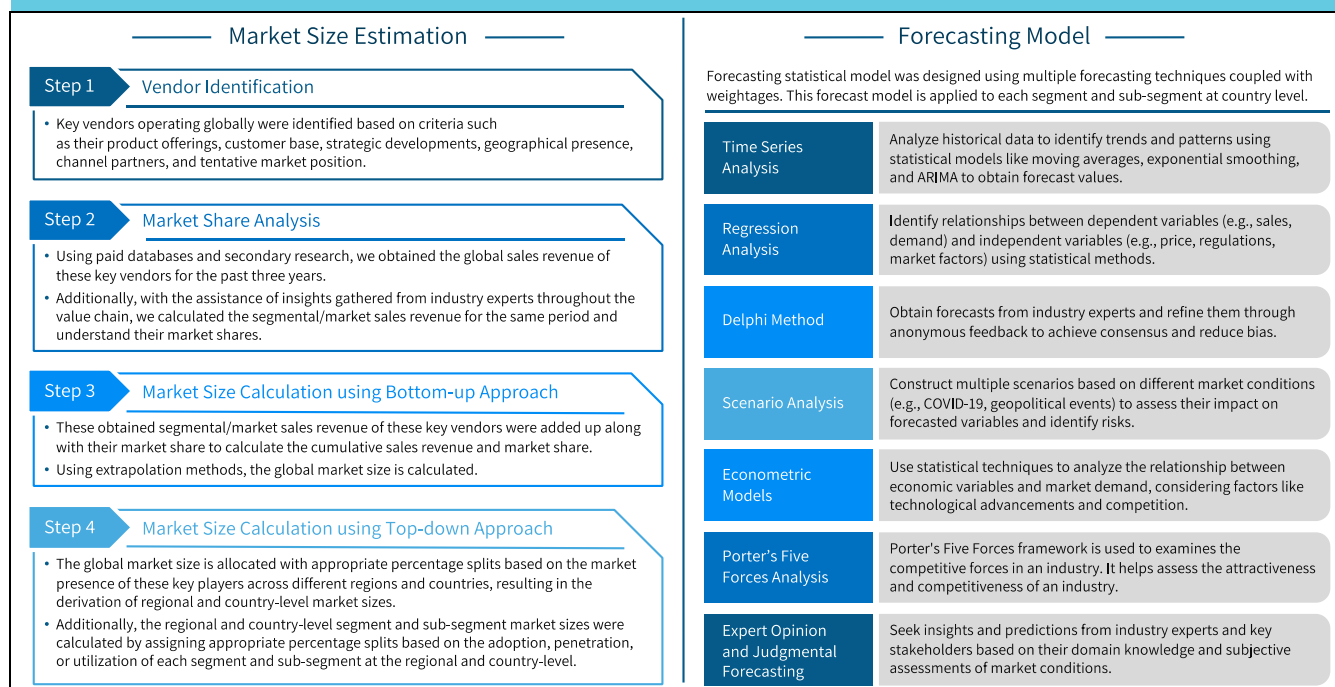 Market Size Estimation
Step 1
Vendor Identification
• Key vendors operating globally were identified based on criteria such
as their product offerings, customer base, strategic developments, geographical presence,
channel partners, and tentative market position.
Step 2
Market Share Analysis
• Using paid databases and secondary research, we obtained the global sales revenue of
these key vendors for the past three years.
• Additionally, with the assistance of insights gathered from industry experts throughout the
value chain, we calculated the segmental/market sales revenue for the same period and
understand their market shares.
Step 3
Market Size Calculation using Bottom-up Approach
• These obtained segmental/market sales revenue of these key vendors were added up along
with their market share to calculate the cumulative sales revenue and market share.
• Using extrapolation methods, the global market size is calculated.
Step 4
Market Size Calculation using Top-down Approach
• The global market size is allocated with appropriate percentage splits based on the market
presence of these key players across different regions and countries, resulting in the
derivation of regional and country-level market sizes.
• Additionally, the regional and country-level segment and sub-segment market sizes were
calculated by assigning appropriate percentage splits based on the adoption, penetration,
or utilization of each segment and sub-segment at the regional and country-level.
Forecasting Model
Forecasting statistical model was designed using multiple forecasting techniques coupled with
weightages. This forecast model is applied to each segment and sub-segment at country level.
Time Series
Analysis
Analyze historical data to identify trends and patterns using
statistical models like moving averages, exponential smoothing,
and ARIMA to obtain forecast values.
Regression
Analysis
Identify relationships between dependent variables (e.g., sales,
demand) and independent variables (e.g., price, regulations,
market factors) using statistical methods.
Delphi Method
Obtain forecasts from industry experts and refine them through
anonymous feedback to achieve consensus and reduce bias.
Scenario Analysis
Construct multiple scenarios based on different market conditions
(e.g., COVID-19, geopolitical events) to assess their impact on
forecasted variables and identify risks.
Econometric
Models
Use statistical techniques to analyze the relationship between
economic variables and market demand, considering factors like
technological advancements and competition.
Porter's Five
Forces Analysis
Porter's Five Forces framework is used to examines the
competitive forces in an industry. It helps assess the attractiveness
and competitiveness of an industry.
Expert Opinion
and Judgmental
Forecasting
Seek insights and predictions from industry experts and key
stakeholders based on their domain knowledge and subjective
assessments of market conditions.